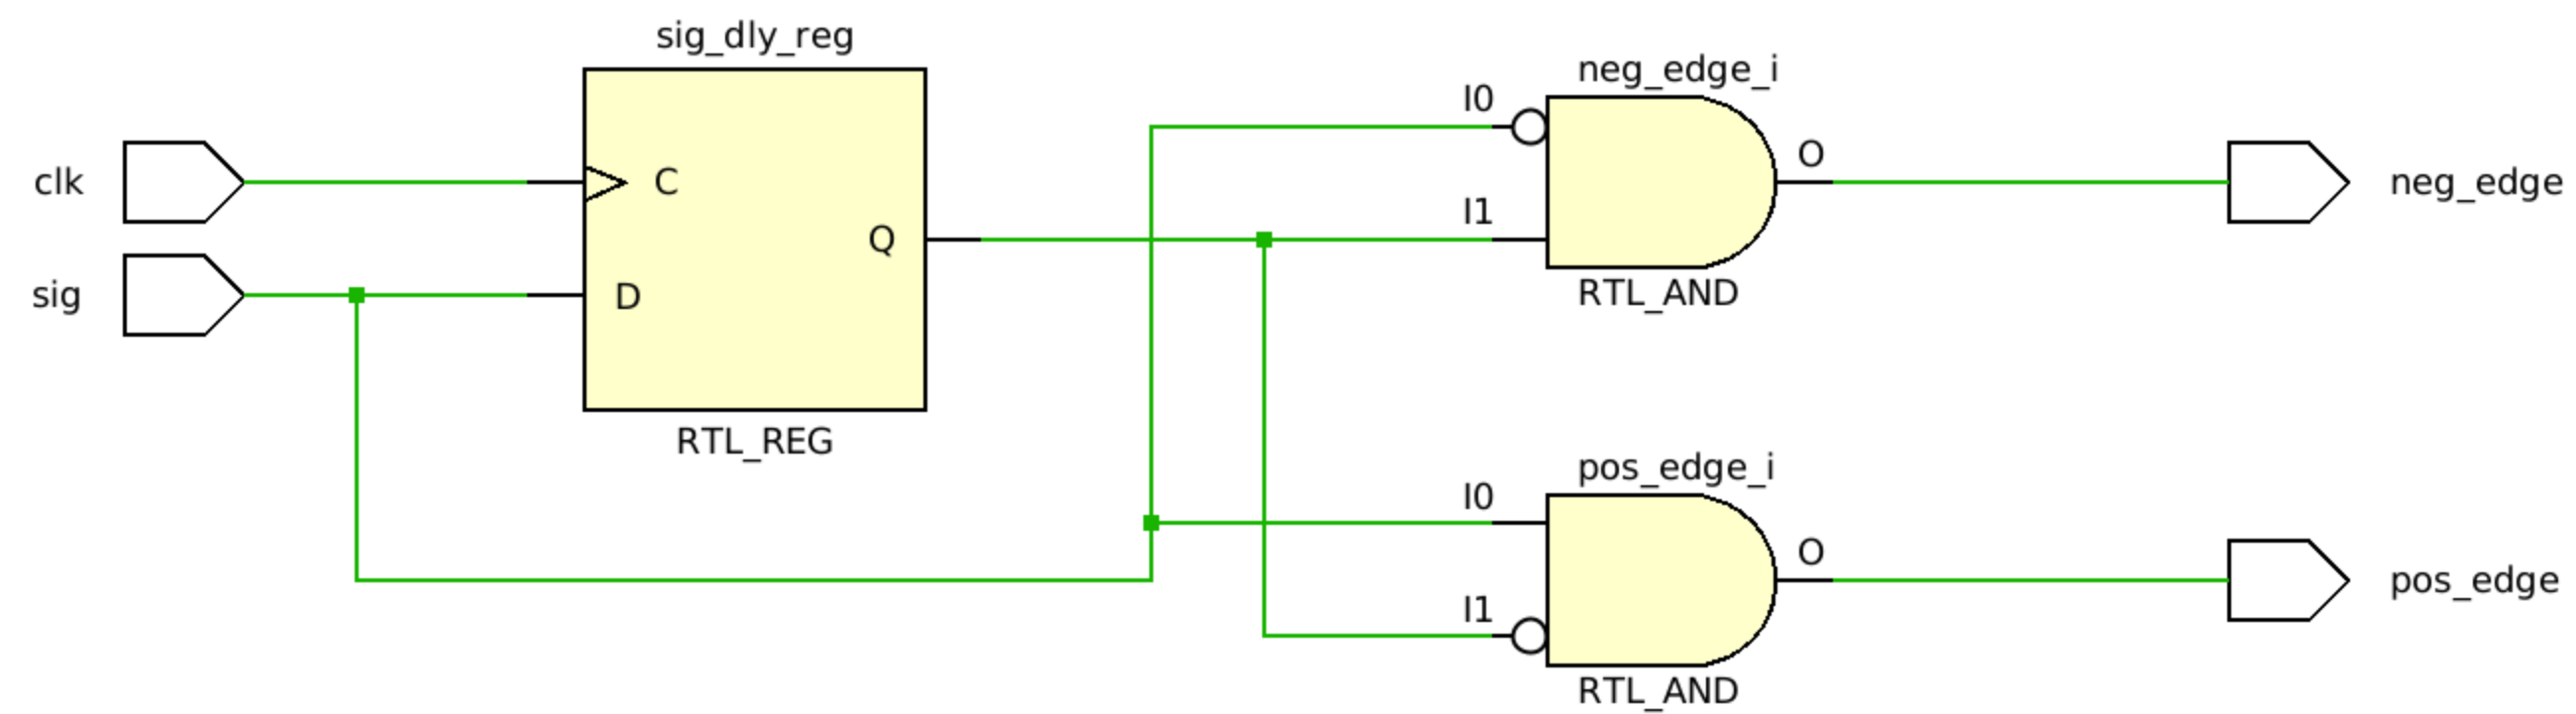 sig_dly_reg
neg_edge_i
I0
clk
C
O
neg_edge
I1
Q
sig
D
RTL_AND
RTL_REG
pos_edge_i
I0
O
pos_edge
I1
RTL_AND